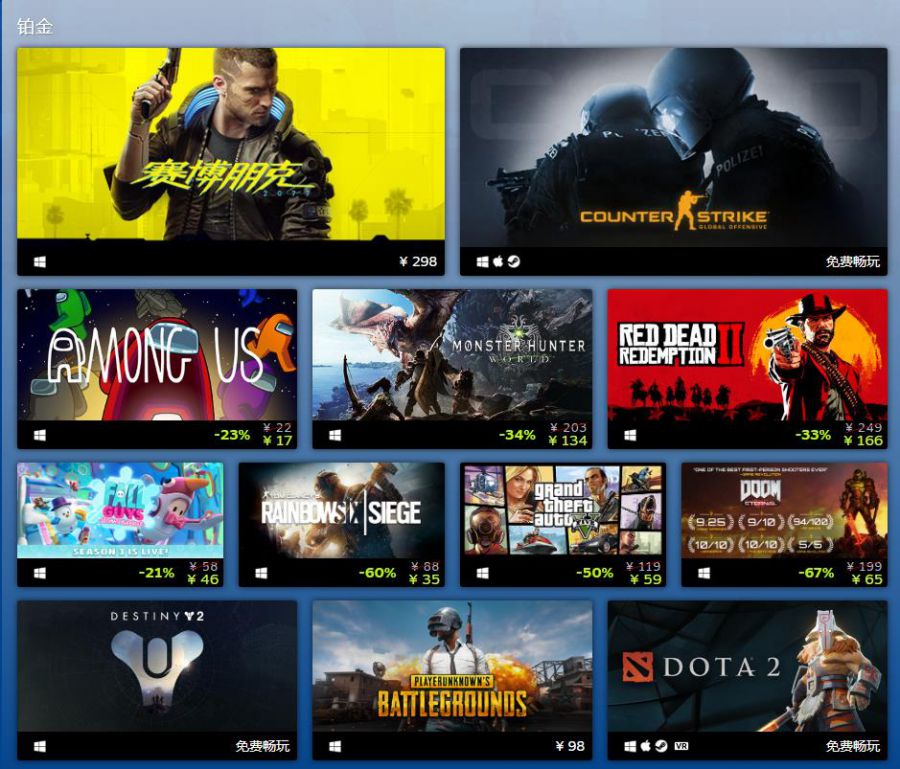 铂金
赛博朋克
2077
¥ 298
POLIZEI
POLIZEI
COUNTER STRIKE
GLOBAL OFFENSIVE
免费畅玩
AMONG US
-23%
¥ 22
¥ 17
MONSTER HUNTER
WORLD
-34%
¥ 203
¥ 134
RED DEAD
REDEMPTION II
-33%
¥ 249
¥ 166
FALL
GUYS
SEASON 3 IS LIVE!
-21%
¥ 58
¥ 46
TOM CLANCY'S
RAINBOW SIX | SIEGE
-60%
¥ 88
¥ 35
grand
theft
auto V
-50%
¥ 119
¥ 59
"ONE OF THE BEST FIRST-PERSON SHOOTERS EVER"
DOOM
ETERNAL
9.25 9/10 94/100
10/10 10/10 5/5
-67%
¥ 199
¥ 65
DESTINY 2
免费畅玩
PLAYERUNKNOWN'S
BATTLEGROUNDS
¥ 98
DOTA 2
VR
免费畅玩